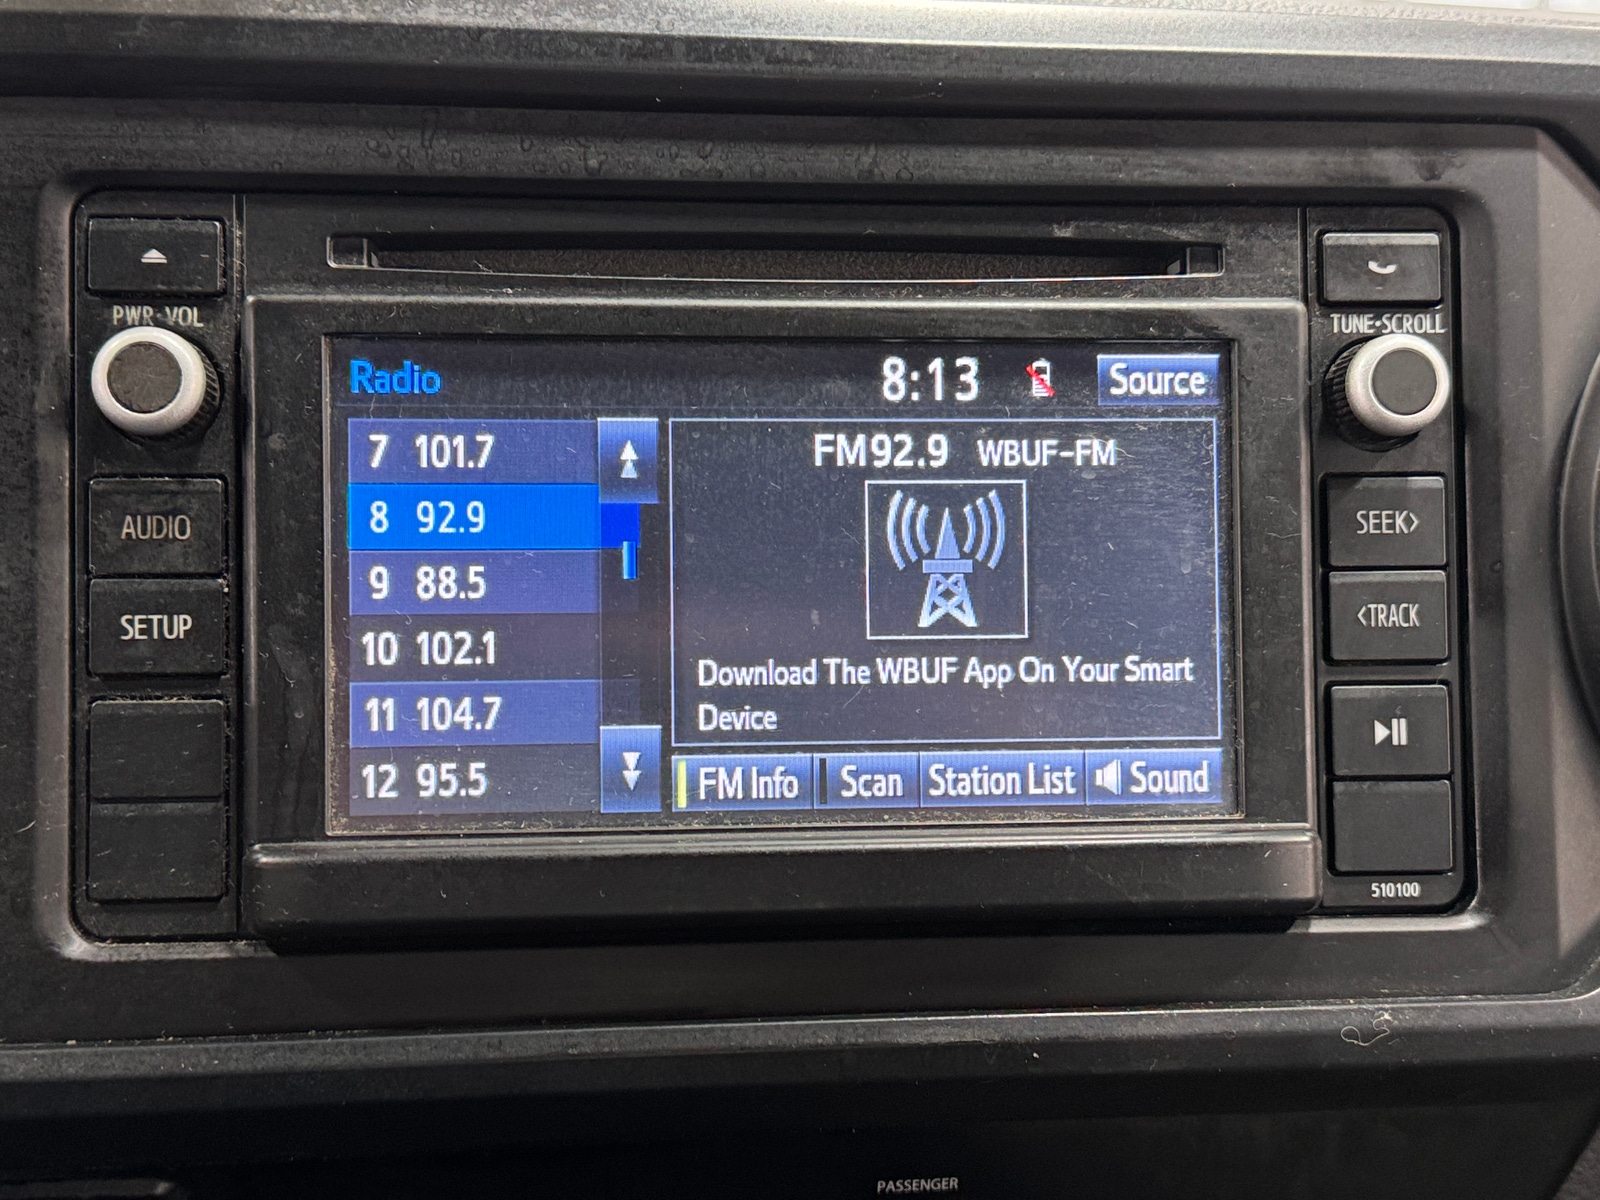 PWR·VOL
AUDIO
SETUP
Radio
8:13
Source
7 101.7
8 92.9
9 88.5
10 102.1
11 104.7
12 95.5
FM92.9 WBUF-FM
Download The WBUF App On Your Smart
Device
FM Info
Scan
Station List
Sound
TUNE·SCROLL
SEEK>
<TRACK
510100
PASSENGER